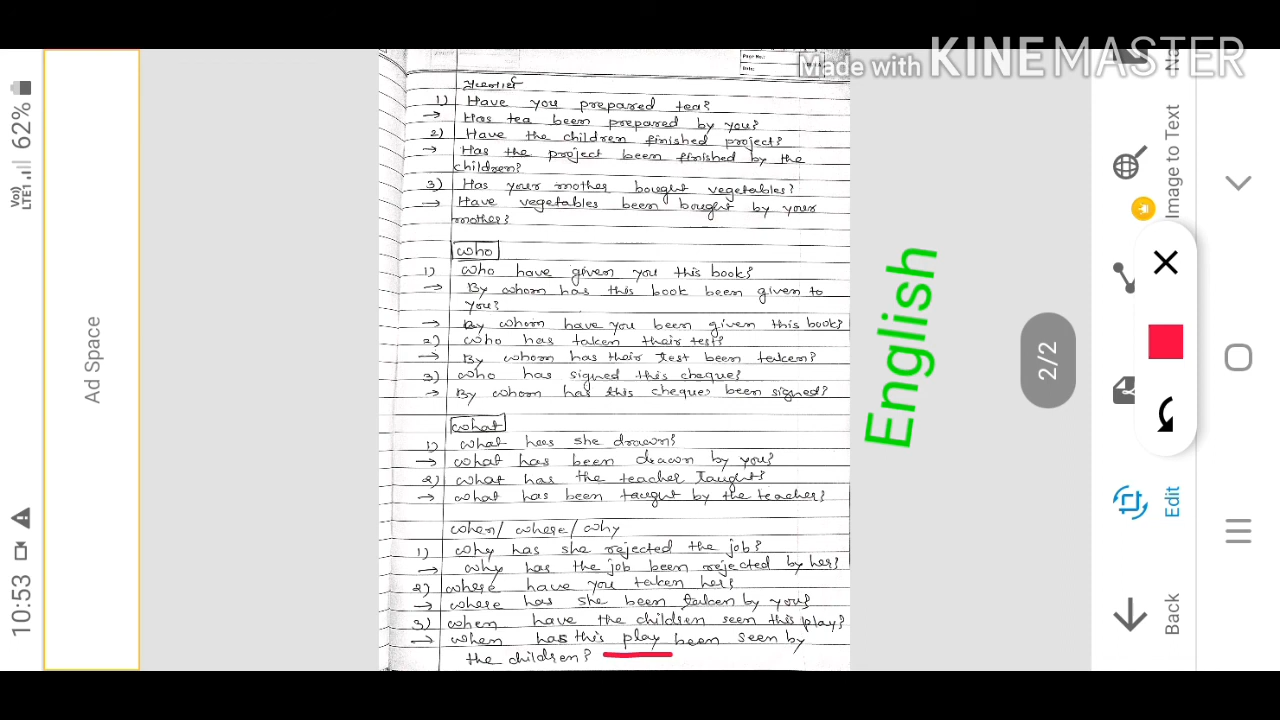 Made with KINEMASTER
10:53
Vo))
LTE1
62%
Ad Space
Page No.:
Date:
প্রশ্নার্থ
1) Have you prepared tea?
→ Has tea been prepared by you?
2) Have the children finished project?
→ Has the project been finished by the
children?
3) Has your mother bought vegetables?
→ Have vegetables been bought by your
mother?
who
1) Who have given you this book?
→ By whom has this book been given to
you?
→ By whom have you been given this book?
2) Who has taken their test?
→ By whom has their test been taken?
3) Who has signed this cheque?
→ By whom has this cheque been signed?
what
1) what has she drawn?
→ what has been drawn by you?
2) what has the teacher taught?
→ what has been taught by the teacher?
when/ where/ why
1) why has she rejected the job?
→ why has the job been rejected by her?
2) where have you taken her?
→ where has she been taken by you?
3) when have the children seen this play?
→ when has this play been seen by
the children?
English
2/2
Image to Text
Edit
Back